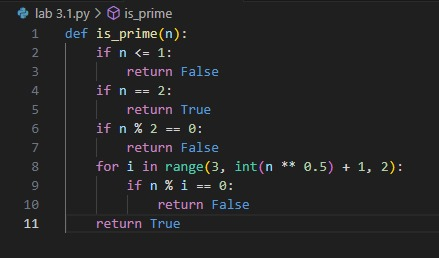 lab 3.1.py > is_prime
1 def is_prime(n):
2     if n <= 1:
3         return False
4     if n == 2:
5         return True
6     if n % 2 == 0:
7         return False
8     for i in range(3, int(n ** 0.5) + 1, 2):
9         if n % i == 0:
10             return False
11     return True